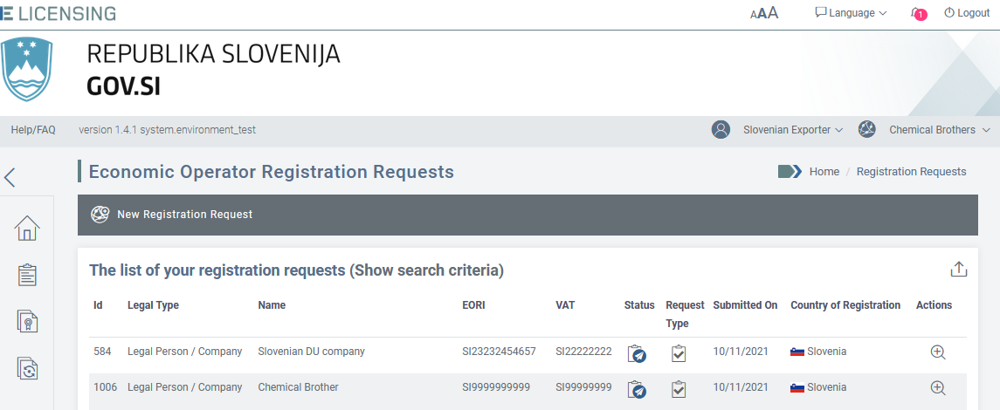 E LICENSING
AAA
Language
1
Logout
REPUBLIKA SLOVENIJA
GOV.SI
Help/FAQ
version 1.4.1 system.environment_test
Slovenian Exporter
Chemical Brothers
Economic Operator Registration Requests
Home / Registration Requests
New Registration Request
The list of your registration requests (Show search criteria)
Id Legal Type Name EORI VAT Status Request Type Submitted On Country of Registration Actions
584 Legal Person / Company Slovenian DU company SI23232454657 SI22222222 10/11/2021 Slovenia
1006 Legal Person / Company Chemical Brother SI9999999999 SI99999999 10/11/2021 Slovenia